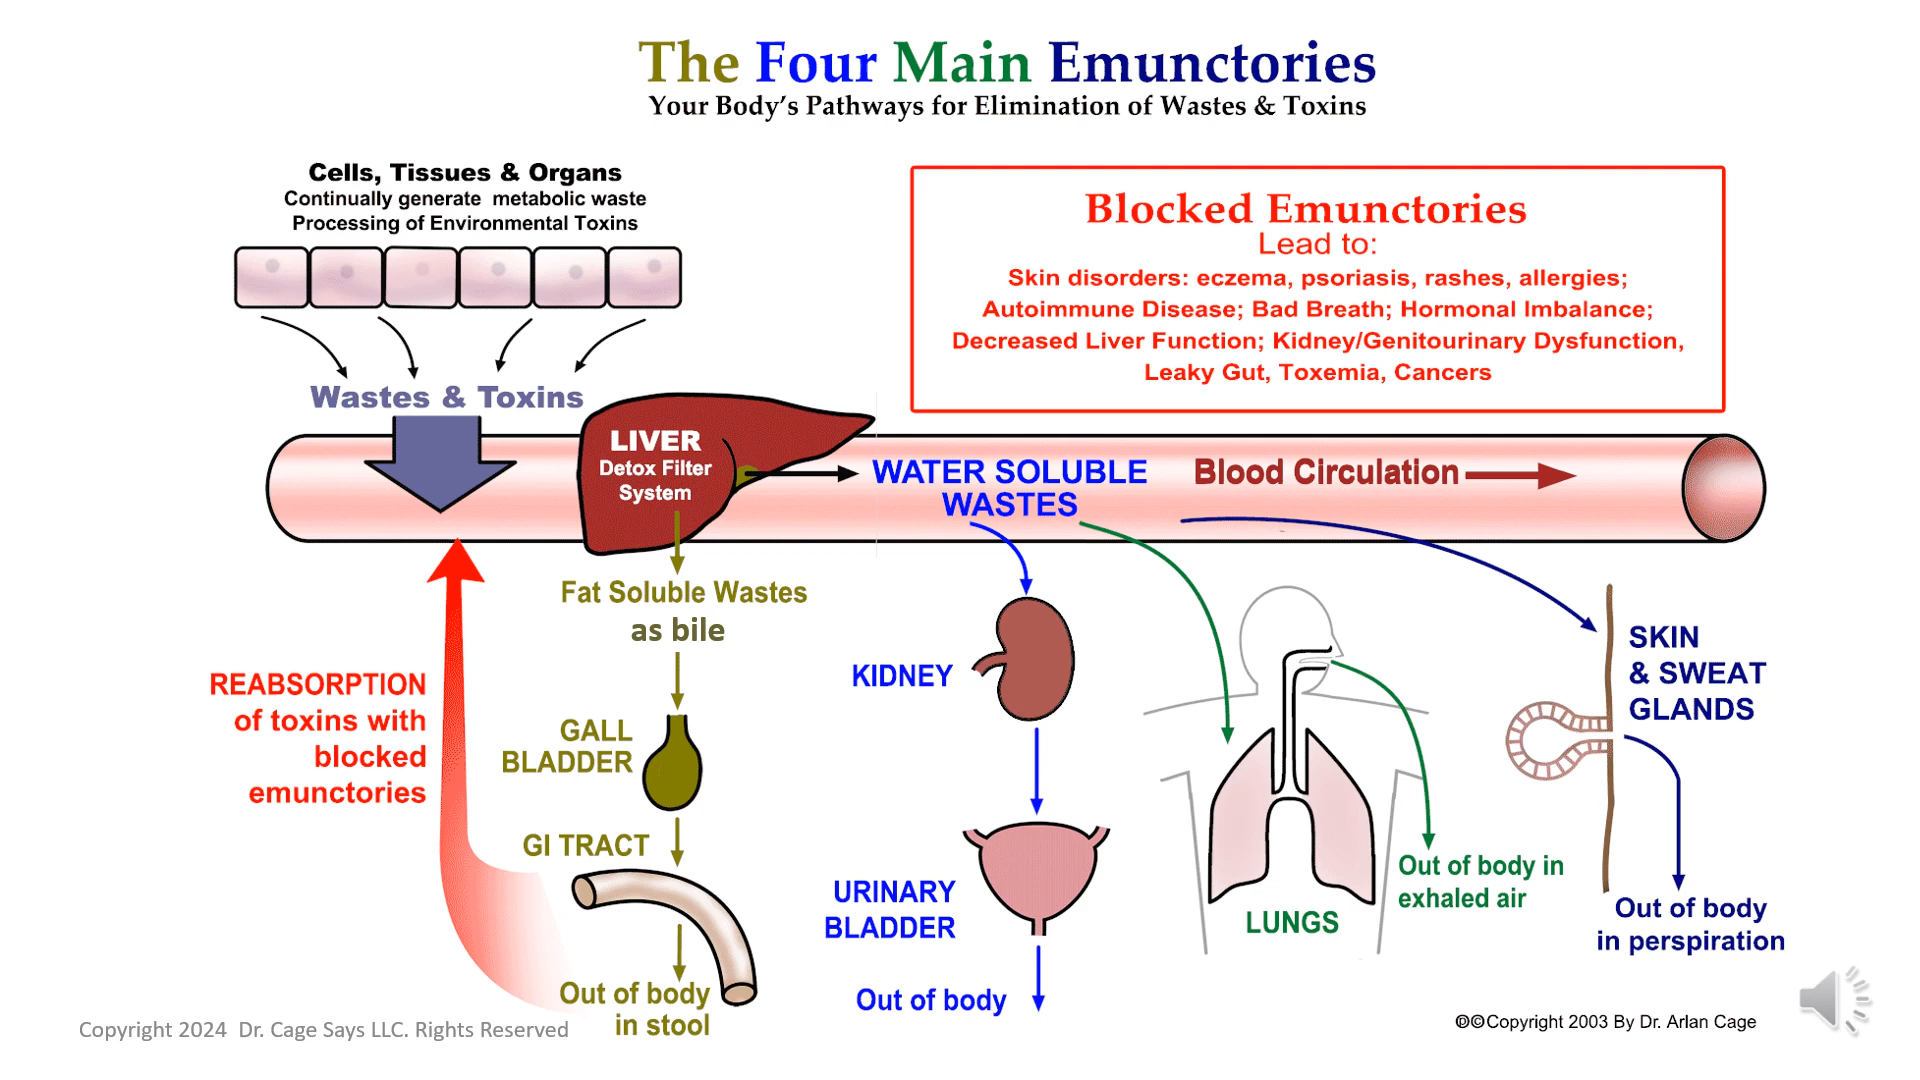 The Four Main Emunctories
Your Body's Pathways for Elimination of Wastes & Toxins
Cells, Tissues & Organs
Continually generate metabolic waste
Processing of Environmental Toxins
Blocked Emunctories
Lead to:
Skin disorders: eczema, psoriasis, rashes, allergies;
Autoimmune Disease; Bad Breath; Hormonal Imbalance;
Decreased Liver Function; Kidney/Genitourinary Dysfunction,
Leaky Gut, Toxemia, Cancers
Wastes & Toxins
LIVER
Detox Filter
System
WATER SOLUBLE
WASTES
Blood Circulation
Fat Soluble Wastes
as bile
REABSORPTION
of toxins with
blocked
emunctories
GALL
BLADDER
GI TRACT
Out of body
in stool
KIDNEY
URINARY
BLADDER
Out of body
LUNGS
Out of body in
exhaled air
SKIN
& SWEAT
GLANDS
Out of body
in perspiration
Copyright 2024 Dr. Cage Says LLC. Rights Reserved
©©Copyright 2003 By Dr. Arlan Cage